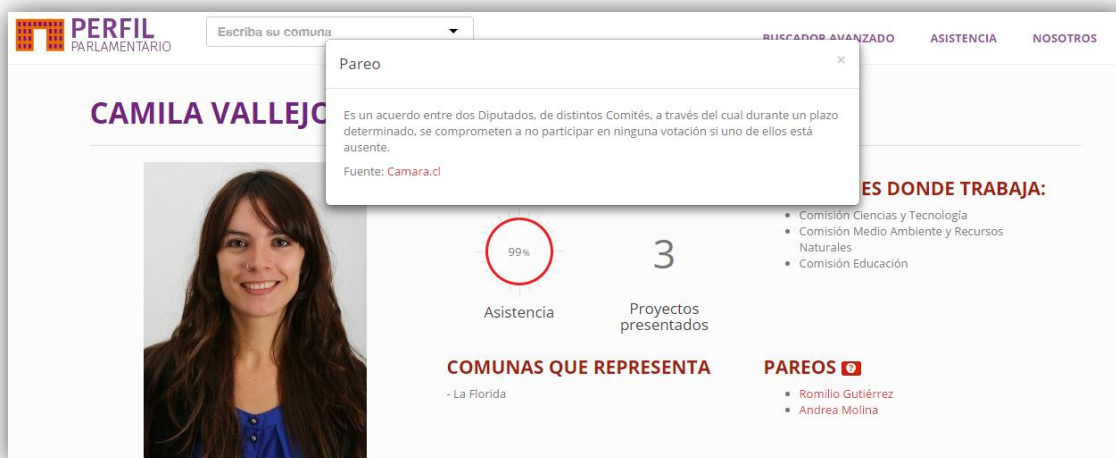 PERFIL
PARLAMENTARIO
Escriba su comuna
BUSCADOR AVANZADO
ASISTENCIA
NOSOTROS
Pareo
×
Es un acuerdo entre dos Diputados, de distintos Comités, a través del cual durante un plazo
determinado, se comprometen a no participar en ninguna votación si uno de ellos está
ausente.
Fuente: Camara.cl
CAMILA VALLEJO
ES DONDE TRABAJA:
• Comisión Ciencias y Tecnología
• Comisión Medio Ambiente y Recursos
Naturales
• Comisión Educación
99%
Asistencia
3
Proyectos
presentados
COMUNAS QUE REPRESENTA
- La Florida
PAREOS ?
• Romilio Gutiérrez
• Andrea Molina